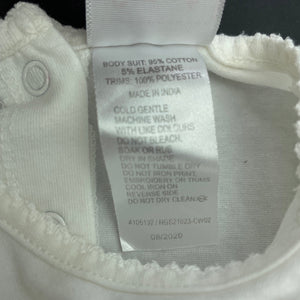 BODY SUIT: 95% COTTON
5% ELASTANE
TRIMS: 100% POLYESTER
MADE IN INDIA
COLD GENTLE
MACHINE WASH
WITH LIKE COLOURS
DO NOT BLEACH,
SOAK OR RUB
DRY IN SHADE
DO NOT TUMBLE DRY
DO NOT IRON PRINT,
EMBROIDERY OR TRIMS
COOL IRON ON
REVERSE SIDE
DO NOT DRY CLEAN
08/2020